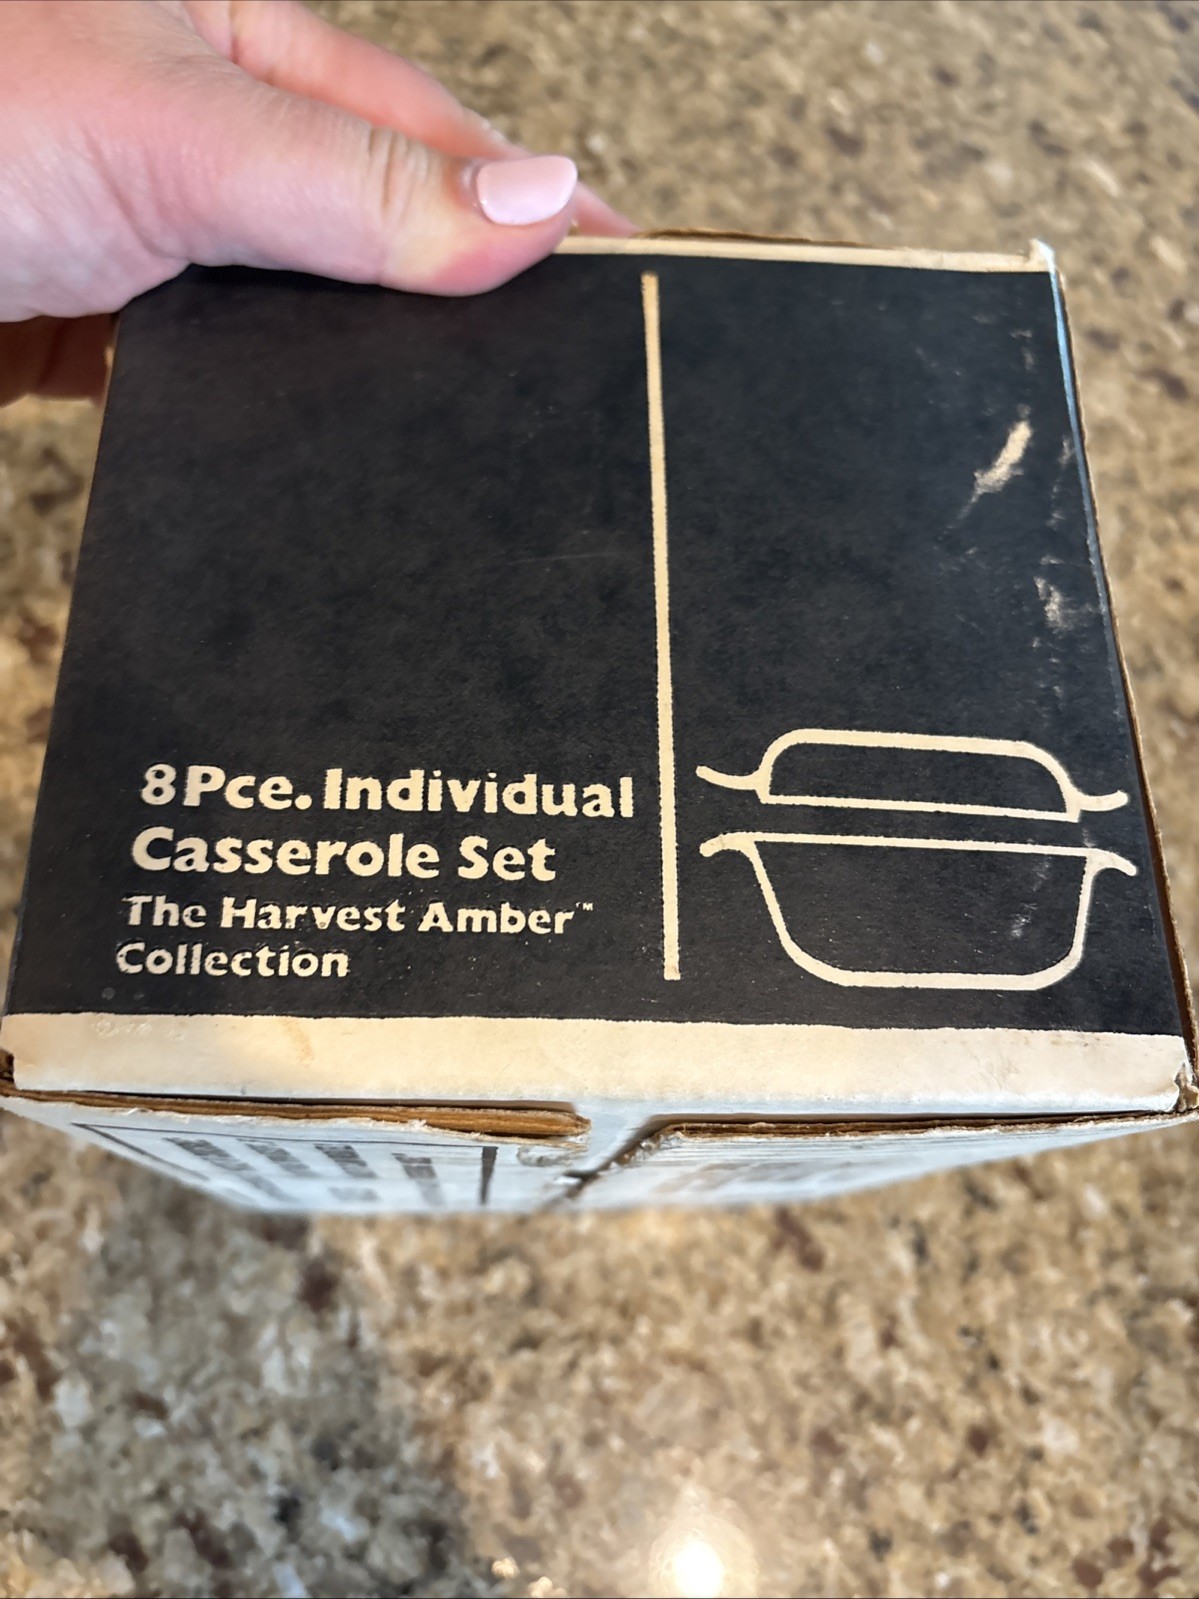 8 Pce. Individual
Casserole Set
The Harvest Amber™
Collection